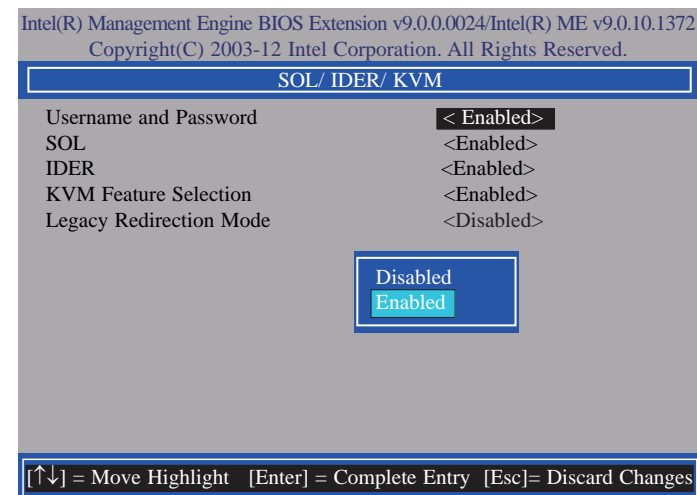 Intel(R) Management Engine BIOS Extension v9.0.0.0024/Intel(R) ME v9.0.10.1372
Copyright(C) 2003-12 Intel Corporation. All Rights Reserved.
SOL/ IDER/ KVM
Username and Password < Enabled>
SOL <Enabled>
IDER <Enabled>
KVM Feature Selection <Enabled>
Legacy Redirection Mode <Disabled>
Disabled
Enabled
[↑↓] = Move Highlight [Enter] = Complete Entry [Esc]= Discard Changes